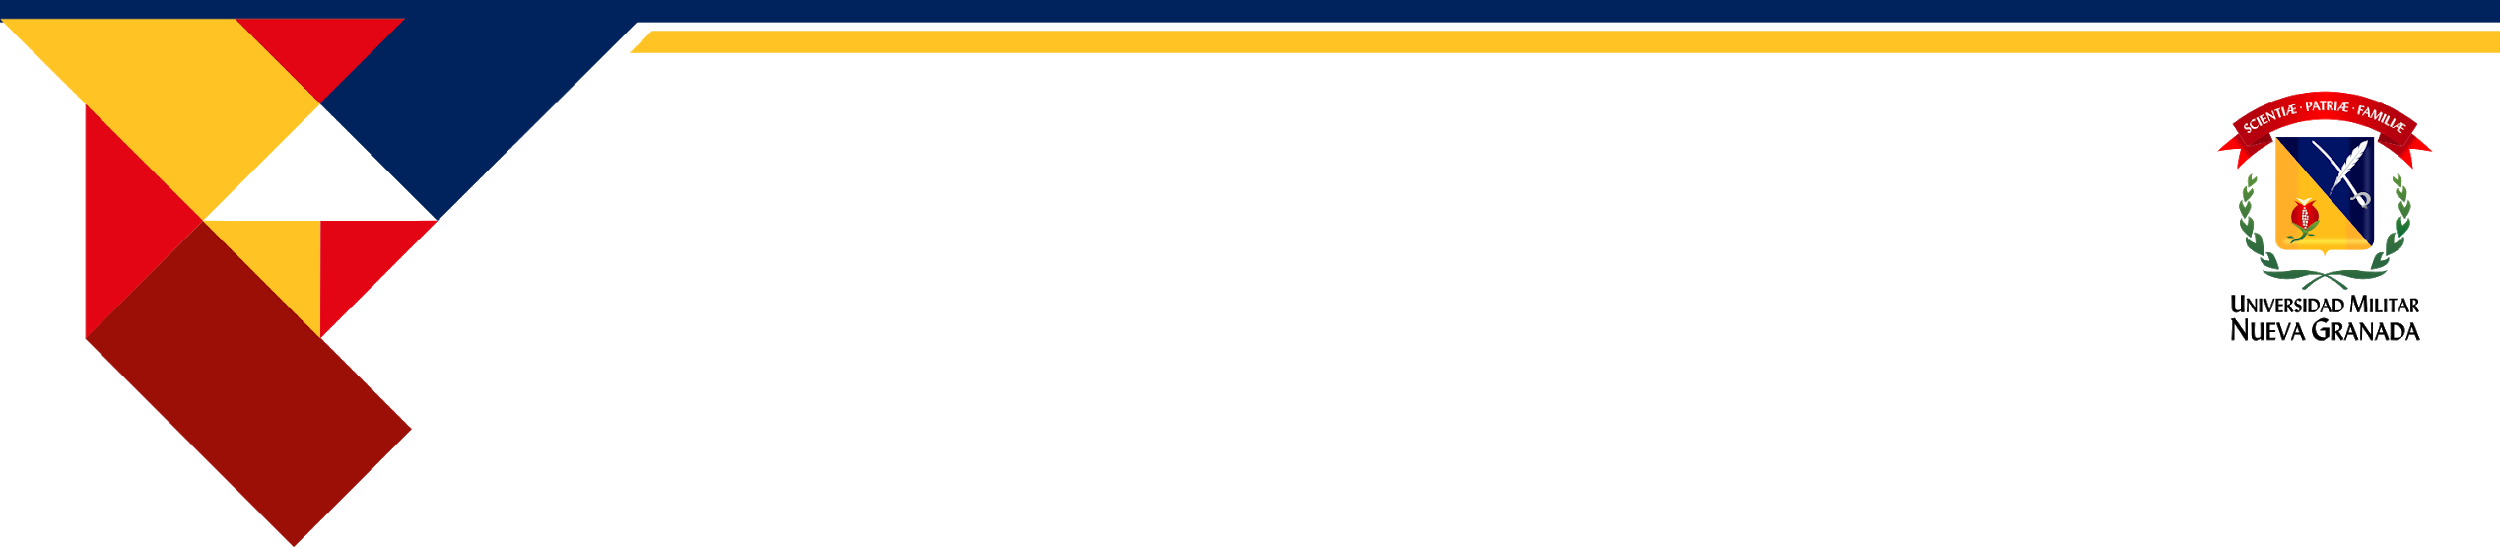 SCIENTIÆ · PATRIÆ · FAMILIÆ
UNIVERSIDAD MILITAR
NUEVA GRANADA